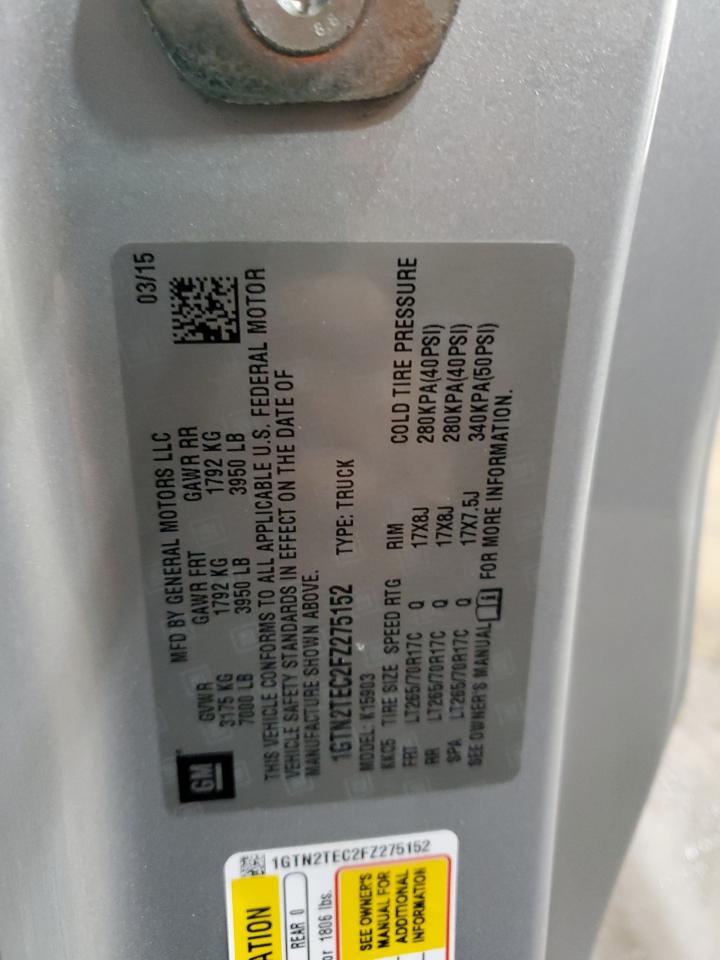 66
03/15
MFD BY GENERAL MOTORS LLC
GM
GVWR GAWR FRT GAWR RR
3175 KG 1792 KG 1792 KG
7000 LB 3950 LB 3950 LB
THIS VEHICLE CONFORMS TO ALL APPLICABLE U.S. FEDERAL MOTOR
VEHICLE SAFETY STANDARDS IN EFFECT ON THE DATE OF
MANUFACTURE SHOWN ABOVE.
1GTN2TEC2FZ275152 TYPE: TRUCK
MODEL: K15903
KKC5 TIRE SIZE SPEED RTG RIM COLD TIRE PRESSURE
FRT LT265/70R17C Q 17X8J 280KPA(40PSI)
RR LT265/70R17C Q 17X8J 280KPA(40PSI)
SPA LT265/70R17C Q 17X7.5J 340KPA(50PSI)
SEE OWNER'S MANUAL FOR MORE INFORMATION.
1GTN2TEC2FZ275152
ATION
REAR 0
or 1806 lbs.
SEE OWNER'S
MANUAL FOR
ADDITIONAL
INFORMATION